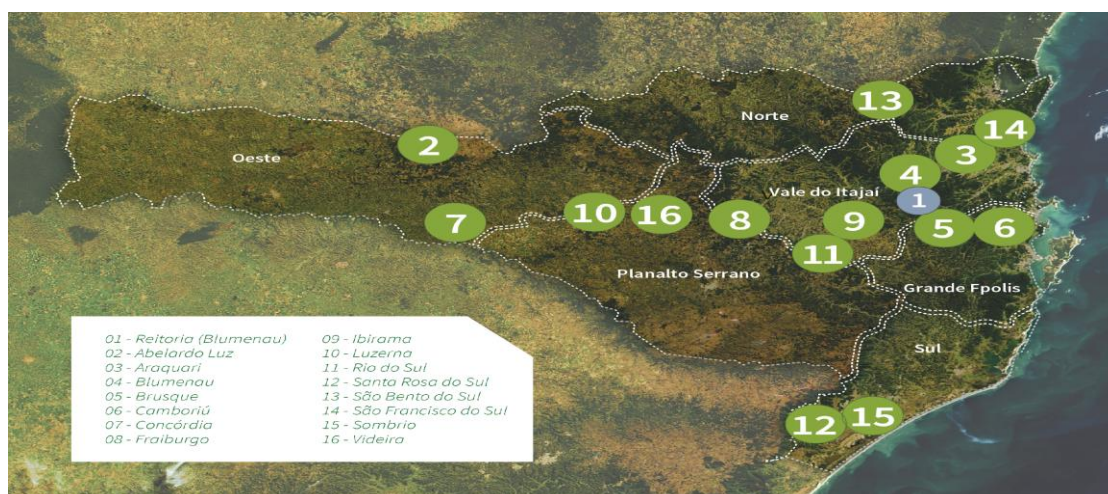 13
Norte
14
3
2
Oeste
4
Vale do Itajaí
1
7
10
16
8
9
5
6
11
Planalto Serrano
Grande Fpolis
Sul
01 - Reitoria (Blumenau)
02 - Abelardo Luz
03 - Araquari
04 - Blumenau
05 - Brusque
06 - Camboriú
07 - Concórdia
08 - Fraiburgo
09 - Ibirama
10 - Luzerna
11 - Rio do Sul
12 - Santa Rosa do Sul
13 - São Bento do Sul
14 - São Francisco do Sul
15 - Sombrio
16 - Videira
12
15